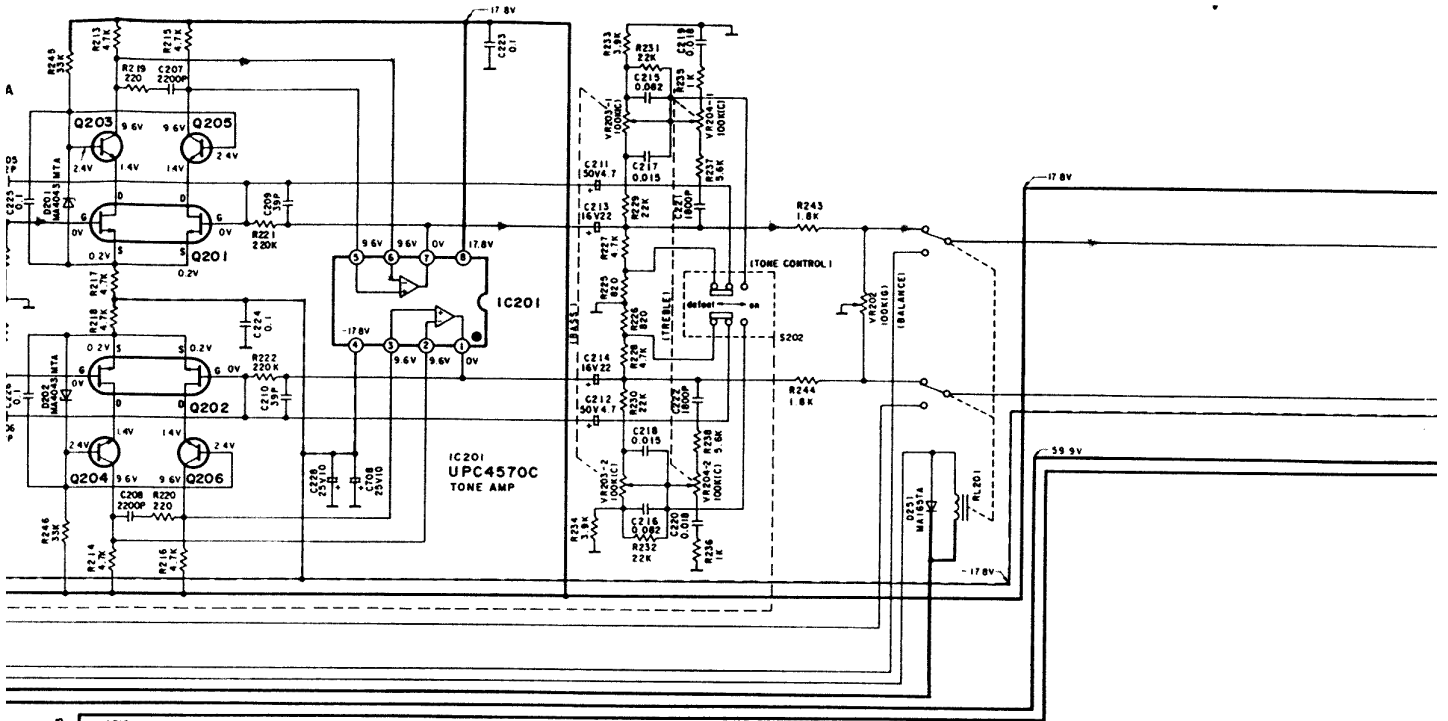 17.8V
R245
33K
R213
4.7K
R215
4.7K
R219
220
C207
2200P
C223
0.1
A
Q203
9.6V
9.6V
Q205
2.4V
1.4V
1.4V
2.4V
C225
0.1
D201
MA4043MTA
D
D
G
0V
G
0V
S
S
0.2V
0.2V
Q201
C209
39P
R221
220K
R217
4.7K
R218
4.7K
C224
0.1
9.6V
9.6V
0V
17.8V
5
6
7
8
IC201
-17.8V
4
3
2
1
9.6V
9.6V
0V
0.2V
S
S
0.2V
G
0V
G
0V
R222
220K
C210
39P
C226
0.1
D202
MA4043MTA
D
D
Q202
2.4V
1.4V
1.4V
2.4V
Q204
9.6V
9.6V
Q206
C208
2200P
R220
220
R246
33K
R214
4.7K
R216
4.7K
C228
25V10
C708
25V10
IC201
UPC4570C
TONE AMP
R233
3.9K
R231
22K
C215
0.082
C219
0.018
R235
1K
VR203-1
100K(C)
VR204-1
100K(C)
C217
0.015
R237
5.6K
C211
50V4.7
C213
16V22
R229
22K
C221
1800P
R227
4.7K
R225
820
R226
820
R228
4.7K
(BASS)
(TREBLE)
(TONE CONTROL)
defeat
on
S202
C214
16V22
C212
50V4.7
R230
22K
C222
1800P
C218
0.015
R238
5.6K
VR203-2
100K(C)
VR204-2
100K(C)
R234
3.9K
C216
0.082
C220
0.018
R232
22K
R236
1K
R243
1.8K
VR202
100K(G)
(BALANCE)
R244
1.8K
17.8V
59.9V
D251
MA165TA
RL201
-17.8V